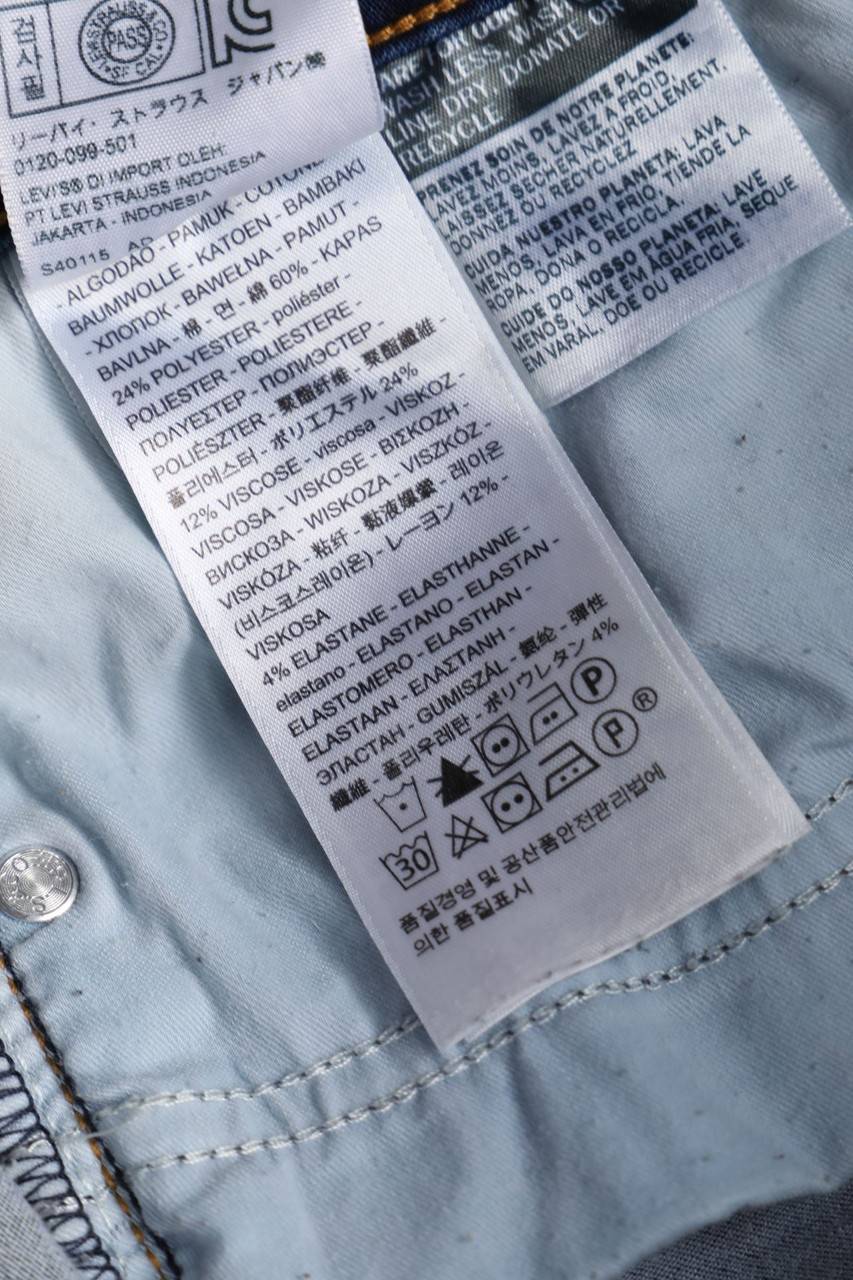 검사필
STRAUSS & CO
PASS
SF CAL
リーバイ・ストラウス ジャパン㈱
0120-099-501
LEVI'S® DI IMPORT OLEH:
PT LEVI STRAUSS INDONESIA
JAKARTA - INDONESIA
S40115
- ALGODÃO - PAMUK - COTONE
BAUMWOLLE - KATOEN - BAMBAKI
- ХЛОПОК - BAWEŁNA - PAMUT -
BAVLNA - 棉 - 면 - 綿 60% - KAPAS
24% POLYESTER - poliéster -
POLIESTER - POLIESTERE -
ΠΟΛΥΕΣΤΕΡ - ПОЛИЭСТЕР -
POLIÉSZTER - 聚酯纤维 - 聚酯纖維 -
폴리에스터 - ポリエステル 24%
12% VISCOSE - viscosa - VİSKOZ -
VISCOSA - VISKOSE - ΒΙΣΚΟΖΗ -
ВИСКОЗА - WISKOZA - VISZKÓZ -
VISKÓZA - 粘纤 - 黏液嫘縈 - 레이온
(비스코스레이온) - レーヨン 12% -
VISKOSA
4% ELASTANE - ELASTHANNE -
elastano - ELASTANO - ELASTAN -
ELASTOMERO - ELASTHAN -
ELASTAAN - ΕΛΑΣΤΑΝΗ -
ЭЛАСТАН - GUMISZÁL - 氨纶 - 彈性
纖維 - 폴리우레탄 - ポリウレタン 4%
P
30 P ®
품질경영 및 공산품안전관리법에
의한 품질표시
CARE FOR OUR
WASH LESS, WASH
LINE DRY, DONATE OR
RECYCLE
PRENEZ SOIN DE NOTRE PLANETE:
LAVEZ MOINS, LAVEZ A FROID,
LAISSEZ SECHER NATURELLEMENT.
DONNEZ OU RECYCLEZ
CUIDA NUESTRO PLANETA: LAVA
MENOS, LAVA EN FRIO, TIENDE LA
ROPA, DONA O RECICLA.
CUIDE DO NOSSO PLANETA: LAVE
MENOS, LAVE EM ÁGUA FRIA, SEQUE
EM VARAL, DOE OU RECICLE.